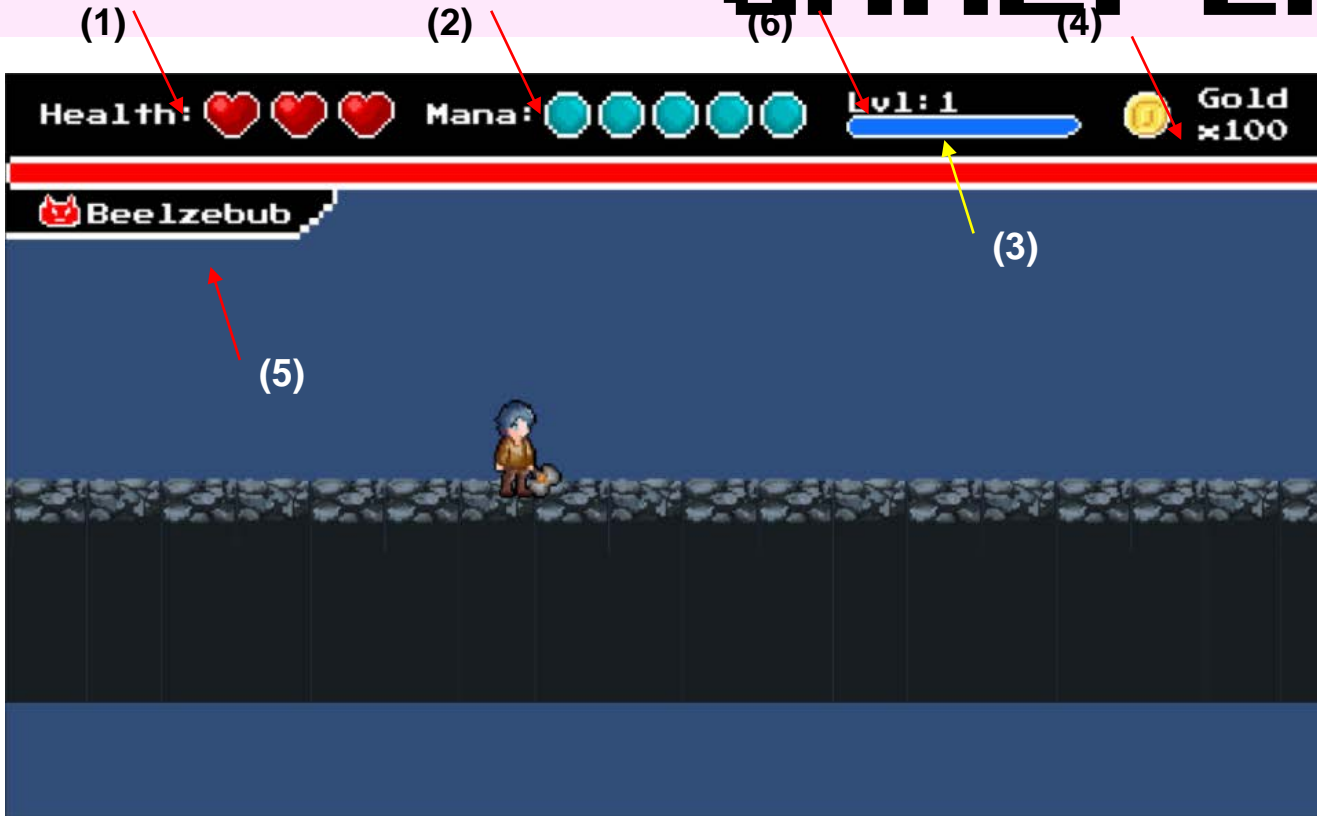 (1) (2) (6) (4)
Health: Mana: Lvl: 1 Gold
x100
Beelzebub
(3)
(5)